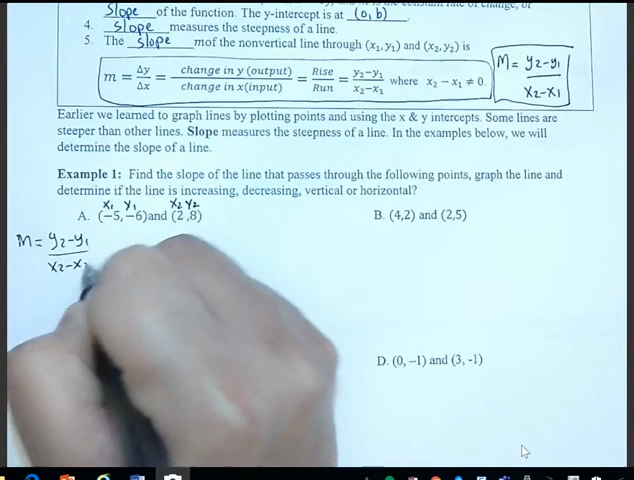 Slope of the function. The y-intercept is at (0, b).
4. slope measures the steepness of a line.
5. The slope mof the nonvertical line through (x₁, y₁) and (x₂, y₂) is
m = Δy/Δx = change in y (output)/change in x(input) = Rise/Run = y₂−y₁/x₂−x₁ where x₂ − x₁ ≠ 0.
M = y₂-y₁/x₂-x₁
Earlier we learned to graph lines by plotting points and using the x & y intercepts. Some lines are
steeper than other lines. Slope measures the steepness of a line. In the examples below, we will
determine the slope of a line.
Example 1: Find the slope of the line that passes through the following points, graph the line and
determine if the line is increasing, decreasing, vertical or horizontal?
x₁ y₁ x₂ y₂
A. (−5, −6)and (2 ,8)
B. (4,2) and (2,5)
M = y₂-y₁
x₂-x
D. (0, −1) and (3, -1)